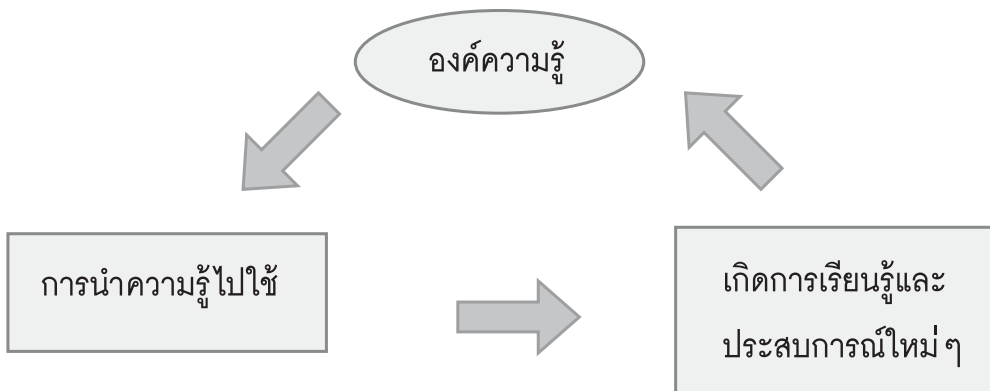 องค์ความรู้
การนำความรู้ไปใช้
เกิดการเรียนรู้และ
ประสบการณ์ใหม่ ๆ